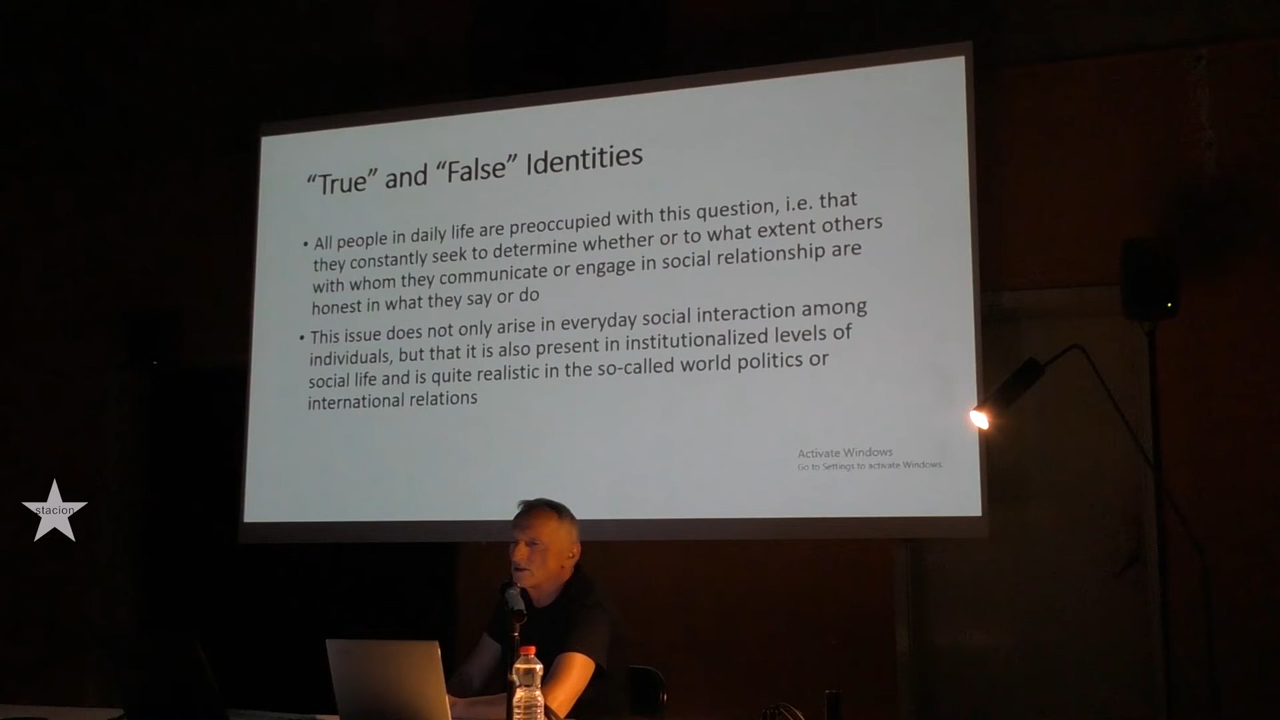 “True” and “False” Identities
• All people in daily life are preoccupied with this question, i.e. that
they constantly seek to determine whether or to what extent others
with whom they communicate or engage in social relationship are
honest in what they say or do
• This issue does not only arise in everyday social interaction among
individuals, but that it is also present in institutionalized levels of
social life and is quite realistic in the so-called world politics or
international relations
Activate Windows
Go to Settings to activate Windows.
stacion